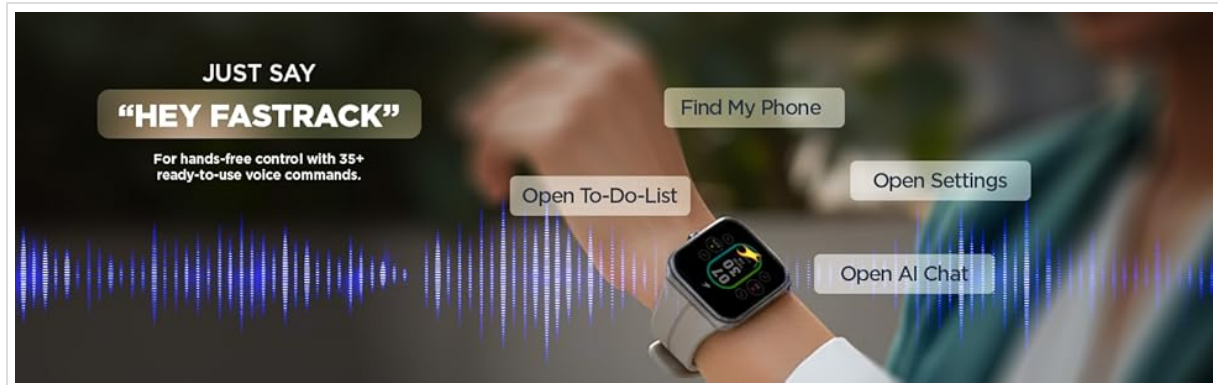 JUST SAY
“HEY FASTRACK”
For hands-free control with 35+
ready-to-use voice commands.
Find My Phone
Open To-Do-List
Open Settings
Open AI Chat